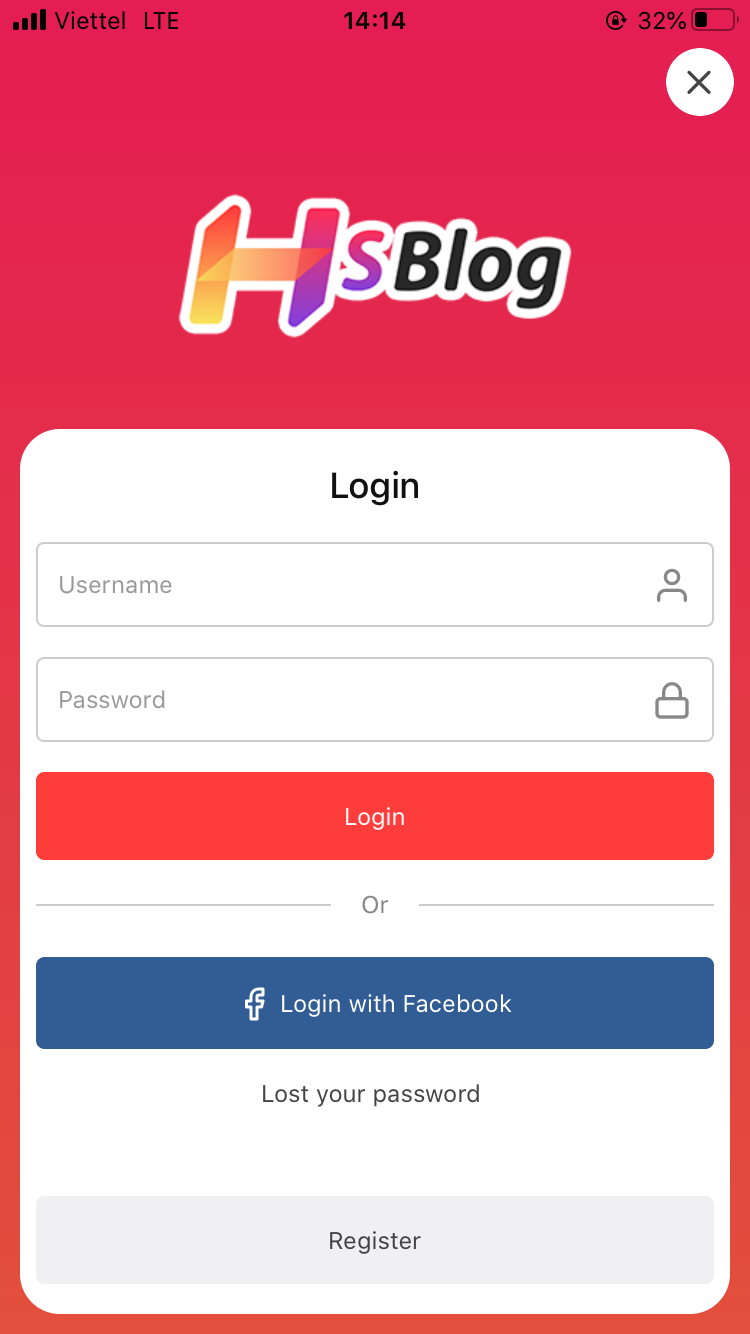 Viettel LTE 14:14 32%
HSBlog
Login
Username
Password
Login
Or
Login with Facebook
Lost your password
Register